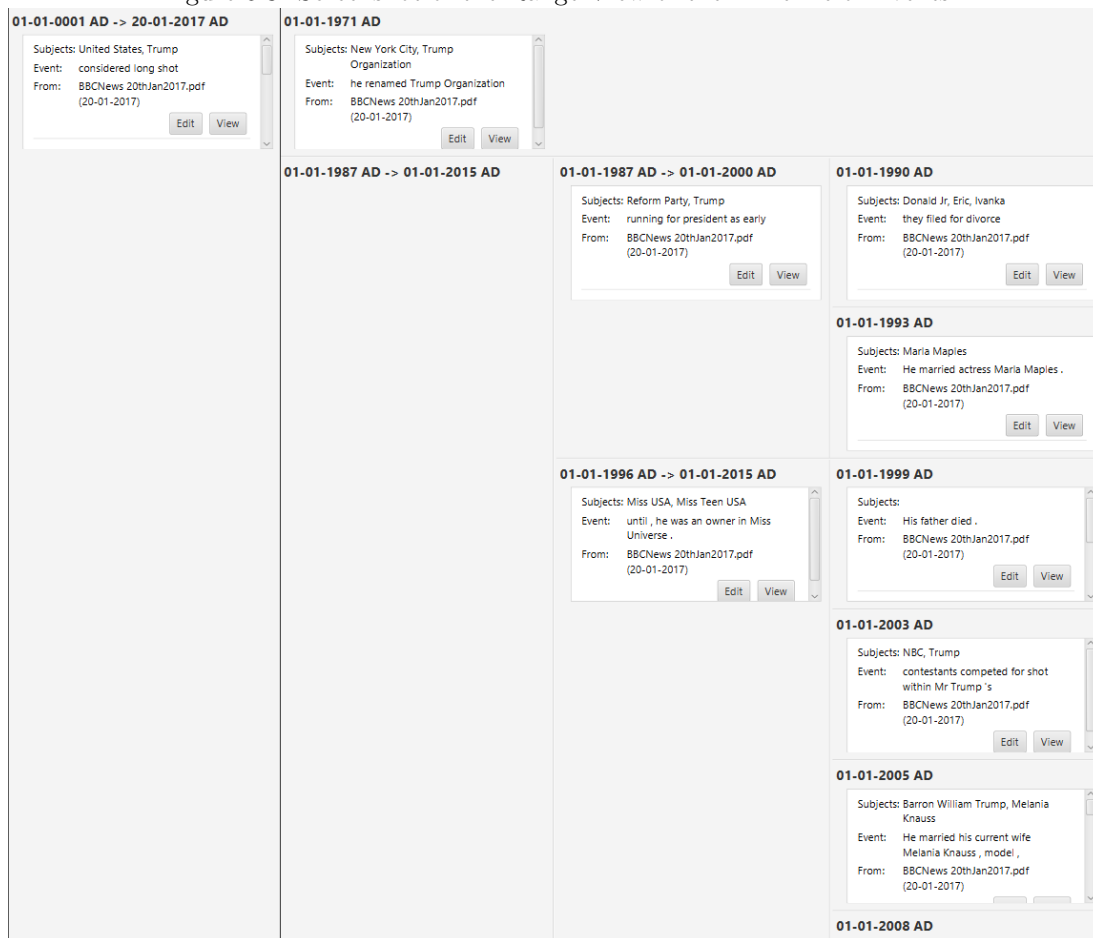 01-01-0001 AD -> 20-01-2017 AD
Subjects: United States, Trump
Event: considered long shot
From: BBCNews 20thJan2017.pdf
(20-01-2017)
Edit View
01-01-1971 AD
Subjects: New York City, Trump
Organization
Event: he renamed Trump Organization
From: BBCNews 20thJan2017.pdf
(20-01-2017)
Edit View
01-01-1987 AD -> 01-01-2015 AD
01-01-1987 AD -> 01-01-2000 AD
Subjects: Reform Party, Trump
Event: running for president as early
From: BBCNews 20thJan2017.pdf
(20-01-2017)
Edit View
01-01-1990 AD
Subjects: Donald Jr, Eric, Ivanka
Event: they filed for divorce
From: BBCNews 20thJan2017.pdf
(20-01-2017)
Edit View
01-01-1993 AD
Subjects: Marla Maples
Event: He married actress Marla Maples .
From: BBCNews 20thJan2017.pdf
(20-01-2017)
Edit View
01-01-1996 AD -> 01-01-2015 AD
Subjects: Miss USA, Miss Teen USA
Event: until , he was an owner in Miss
Universe .
From: BBCNews 20thJan2017.pdf
(20-01-2017)
Edit View
01-01-1999 AD
Subjects:
Event: His father died .
From: BBCNews 20thJan2017.pdf
(20-01-2017)
Edit View
01-01-2003 AD
Subjects: NBC, Trump
Event: contestants competed for shot
within Mr Trump 's
From: BBCNews 20thJan2017.pdf
(20-01-2017)
Edit View
01-01-2005 AD
Subjects: Barron William Trump, Melania
Knauss
Event: He married his current wife
Melania Knauss , model ,
From: BBCNews 20thJan2017.pdf
(20-01-2017)
01-01-2008 AD